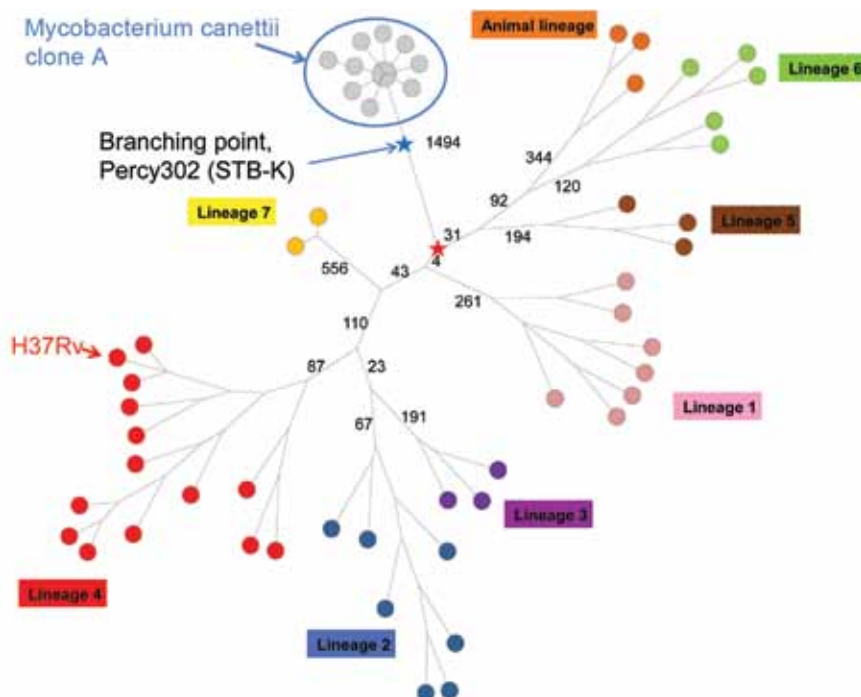 Mycobacterium canettii
clone A
Animal lineage
Lineage 6
Branching point,
Percy302 (STB-K)
1494
344
120
92
Lineage 7
31
194
Lineage 5
4
43
556
261
110
H37Rv
87
23
Lineage 1
67
191
Lineage 3
Lineage 4
Lineage 2